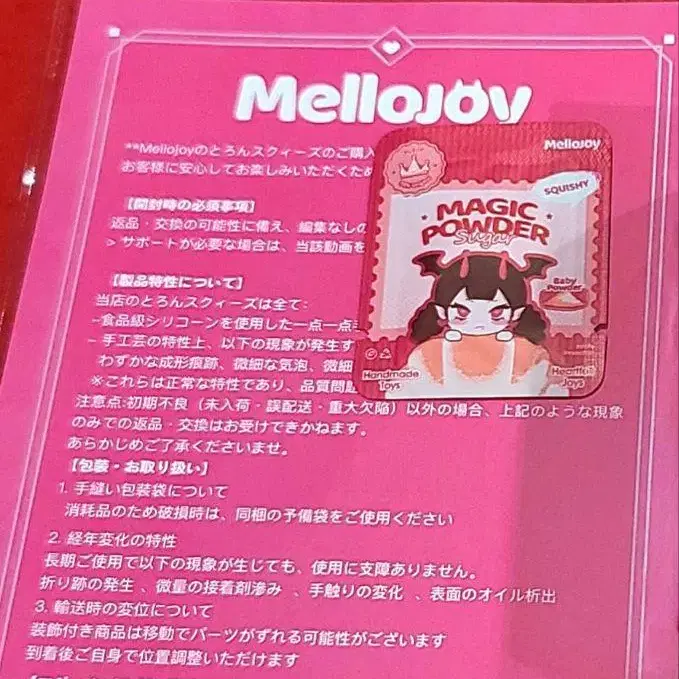 Mellojoy
**Mellojoyのとろんスクィーズのご購入
お客様に安心してお楽しみいただくため
【開封時の必須事項】
返品・交換の可能性に備え、編集なしの
> サポートが必要な場合は、当該動画を
【製品特性について】
当店のとろんスクィーズは全て:
–食品級シリコーンを使用した一点一点手
– 手工芸の特性上、以下の現象が発生す
わずかな成形痕跡、微細な気泡、微細
※これらは正常な特性であり、品質問題
注意点:初期不良（未入荷・誤配送・重大欠陥）以外の場合、上記のような現象
のみでの返品・交換はお受けできかねます。
あらかじめご了承くださいませ。
【包装・お取り扱い】
1. 手縫い包装袋について
消耗品のため破損時は、同梱の予備袋をご使用ください
2. 経年変化の特性
長期ご使用で以下の現象が生じても、使用に支障ありません。
折り跡の発生 、微量の接着剤滲み 、手触りの変化 、表面のオイル析出
3. 輸送時の変位について
装飾付き商品は移動でパーツがずれる可能性がございます
到着後ご自身で位置調整いただけます
Mellojoy
SQUISHY
MAGIC
POWDER
Sugar
Baby
Powder
Handmade
Toys
Heartfelt
Joys